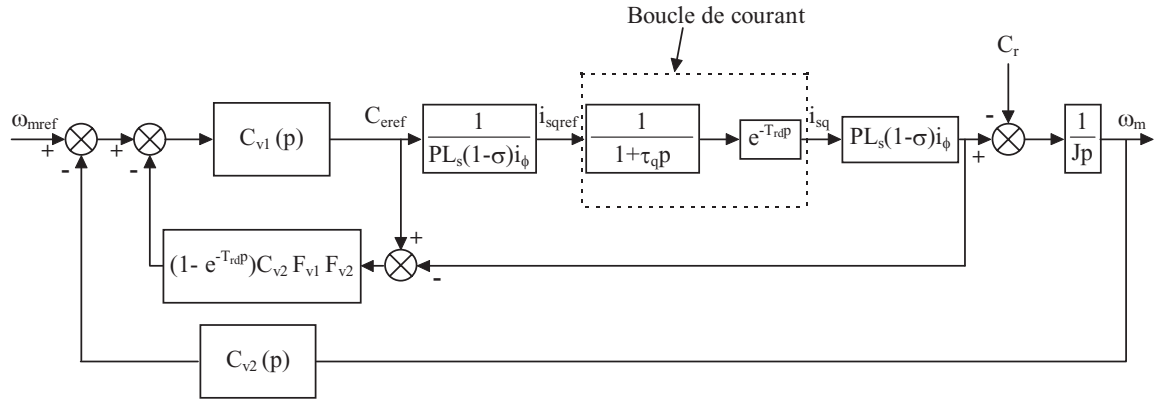 Boucle de courant
C_r
ω_mref
+
-
+
-
C_v1 (p)
C_eref
1
PL_s(1-σ)i_ϕ
i_sqref
1
1+τ_q p
e^{-T_rd p}
i_sq
PL_s(1-σ)i_ϕ
-
+
1
Jp
ω_m
(1- e^{-T_rd p})C_v2 F_v1 F_v2
+
-
C_v2 (p)